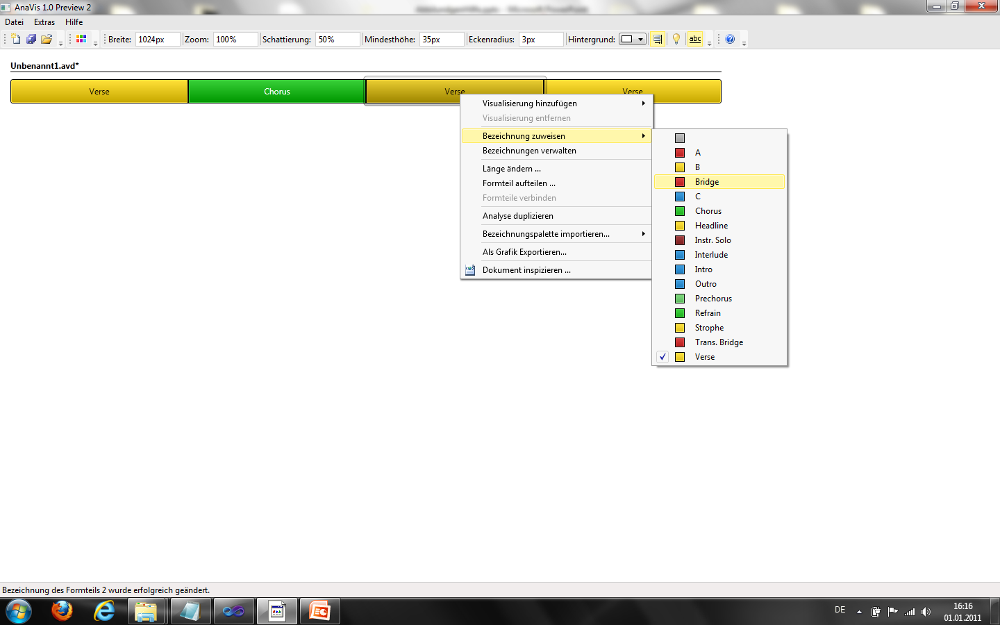 AnaVis 1.0 Preview 2
Datei Extras Hilfe
Breite: 1024px Zoom: 100% Schattierung: 50% Mindesthöhe: 35px Eckenradius: 3px Hintergrund: abc
Unbenannt1.avd*
Verse Chorus Verse Verse
Visualisierung hinzufügen
Visualisierung entfernen
Bezeichnung zuweisen
Bezeichnungen verwalten
Länge ändern ...
Formteil aufteilen ...
Formteile verbinden
Analyse duplizieren
Bezeichnungspalette importieren...
Als Grafik Exportieren...
Dokument inspizieren ...
A
B
Bridge
C
Chorus
Headline
Instr. Solo
Interlude
Intro
Outro
Prechorus
Refrain
Strophe
Trans. Bridge
Verse
Bezeichnung des Formteils 2 wurde erfolgreich geändert.
DE
16:16
01.01.2011